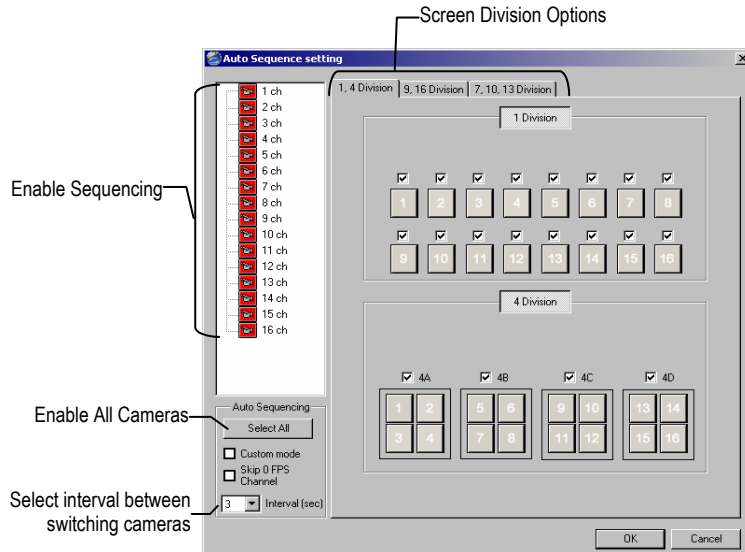 Screen Division Options
Auto Sequence setting
1, 4 Division
9, 16 Division
7, 10, 13 Division
1 ch
2 ch
3 ch
4 ch
5 ch
6 ch
7 ch
8 ch
9 ch
10 ch
11 ch
12 ch
13 ch
14 ch
15 ch
16 ch
Enable Sequencing
1 Division
1 2 3 4 5 6 7 8
9 10 11 12 13 14 15 16
4 Division
4A 4B 4C 4D
1 2 5 6 9 10 13 14
3 4 7 8 11 12 15 16
Auto Sequencing
Enable All Cameras
Select All
Custom mode
Skip 0 FPS
Channel
Select interval between
switching cameras
3 Interval (sec)
OK Cancel